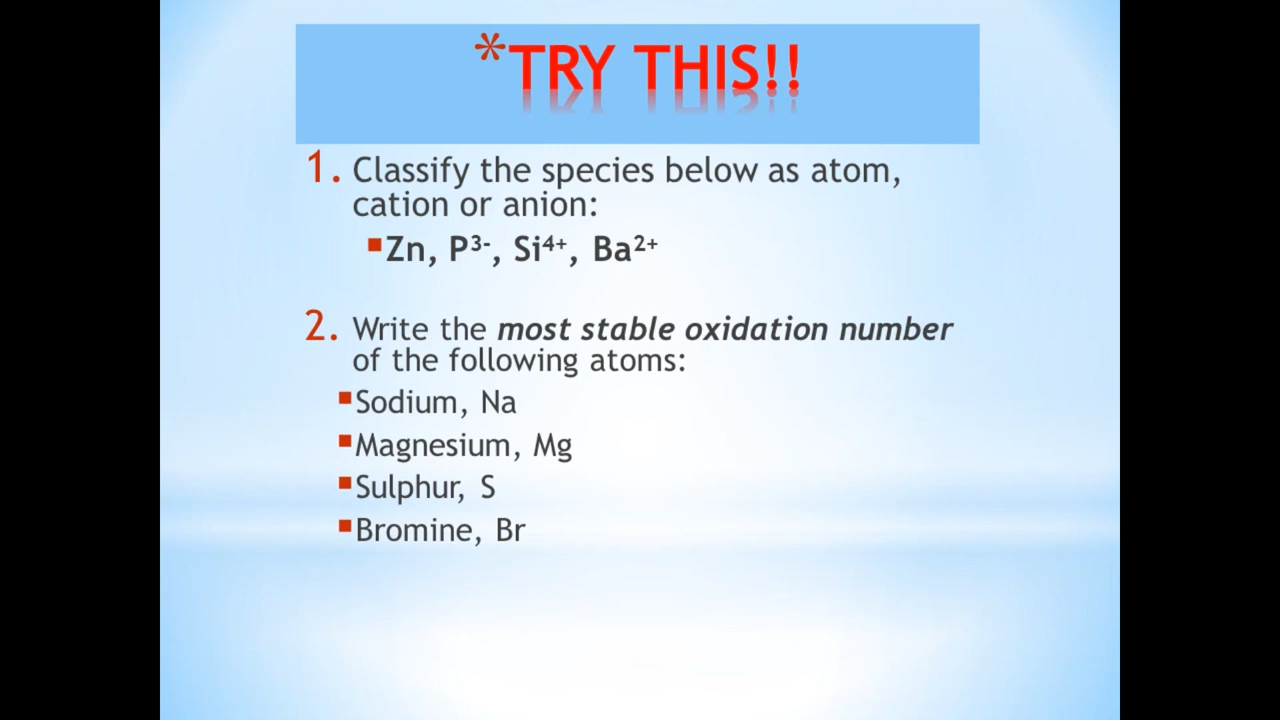 *TRY THIS!!
1. Classify the species below as atom,
cation or anion:
▪Zn, P³⁻, Si⁴⁺, Ba²⁺
2. Write the most stable oxidation number
of the following atoms:
▪Sodium, Na
▪Magnesium, Mg
▪Sulphur, S
▪Bromine, Br